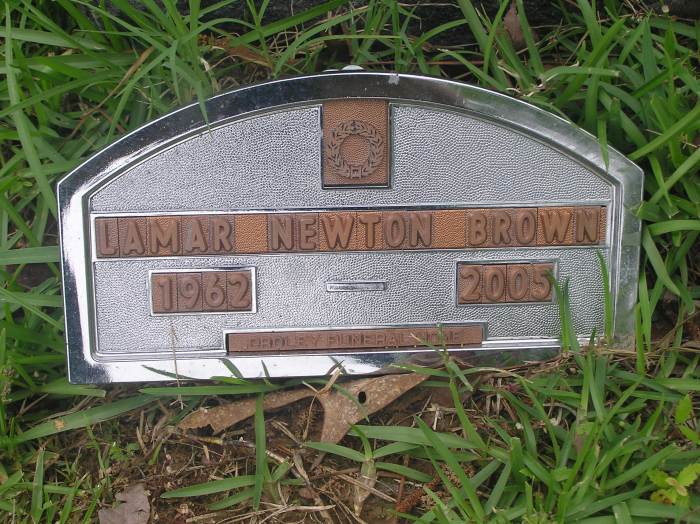 LAMAR NEWTON BROWN
1962 - 2005
FUNERAL HOME